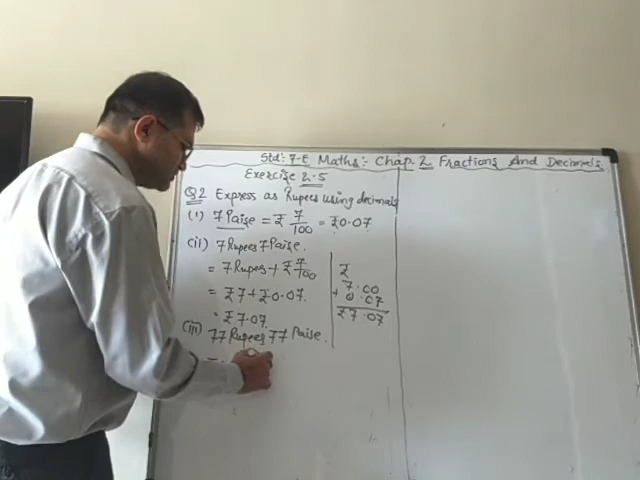 Std:- 7-E Maths:- Chap 2 Fractions And Decimals
Exercise 2.5
Q2 Express as Rupees using decimals
(i) 7 Paise = ₹ 7/100 = ₹0.07
(ii) 7 Rupees 7 Paise.
= 7 Rupes + ₹ 7/100
= ₹7 + ₹0.07.
= ₹7.07.
₹
7.00
+ 0.07
₹7.07
(iii) 77 Rupees 77 Paise.